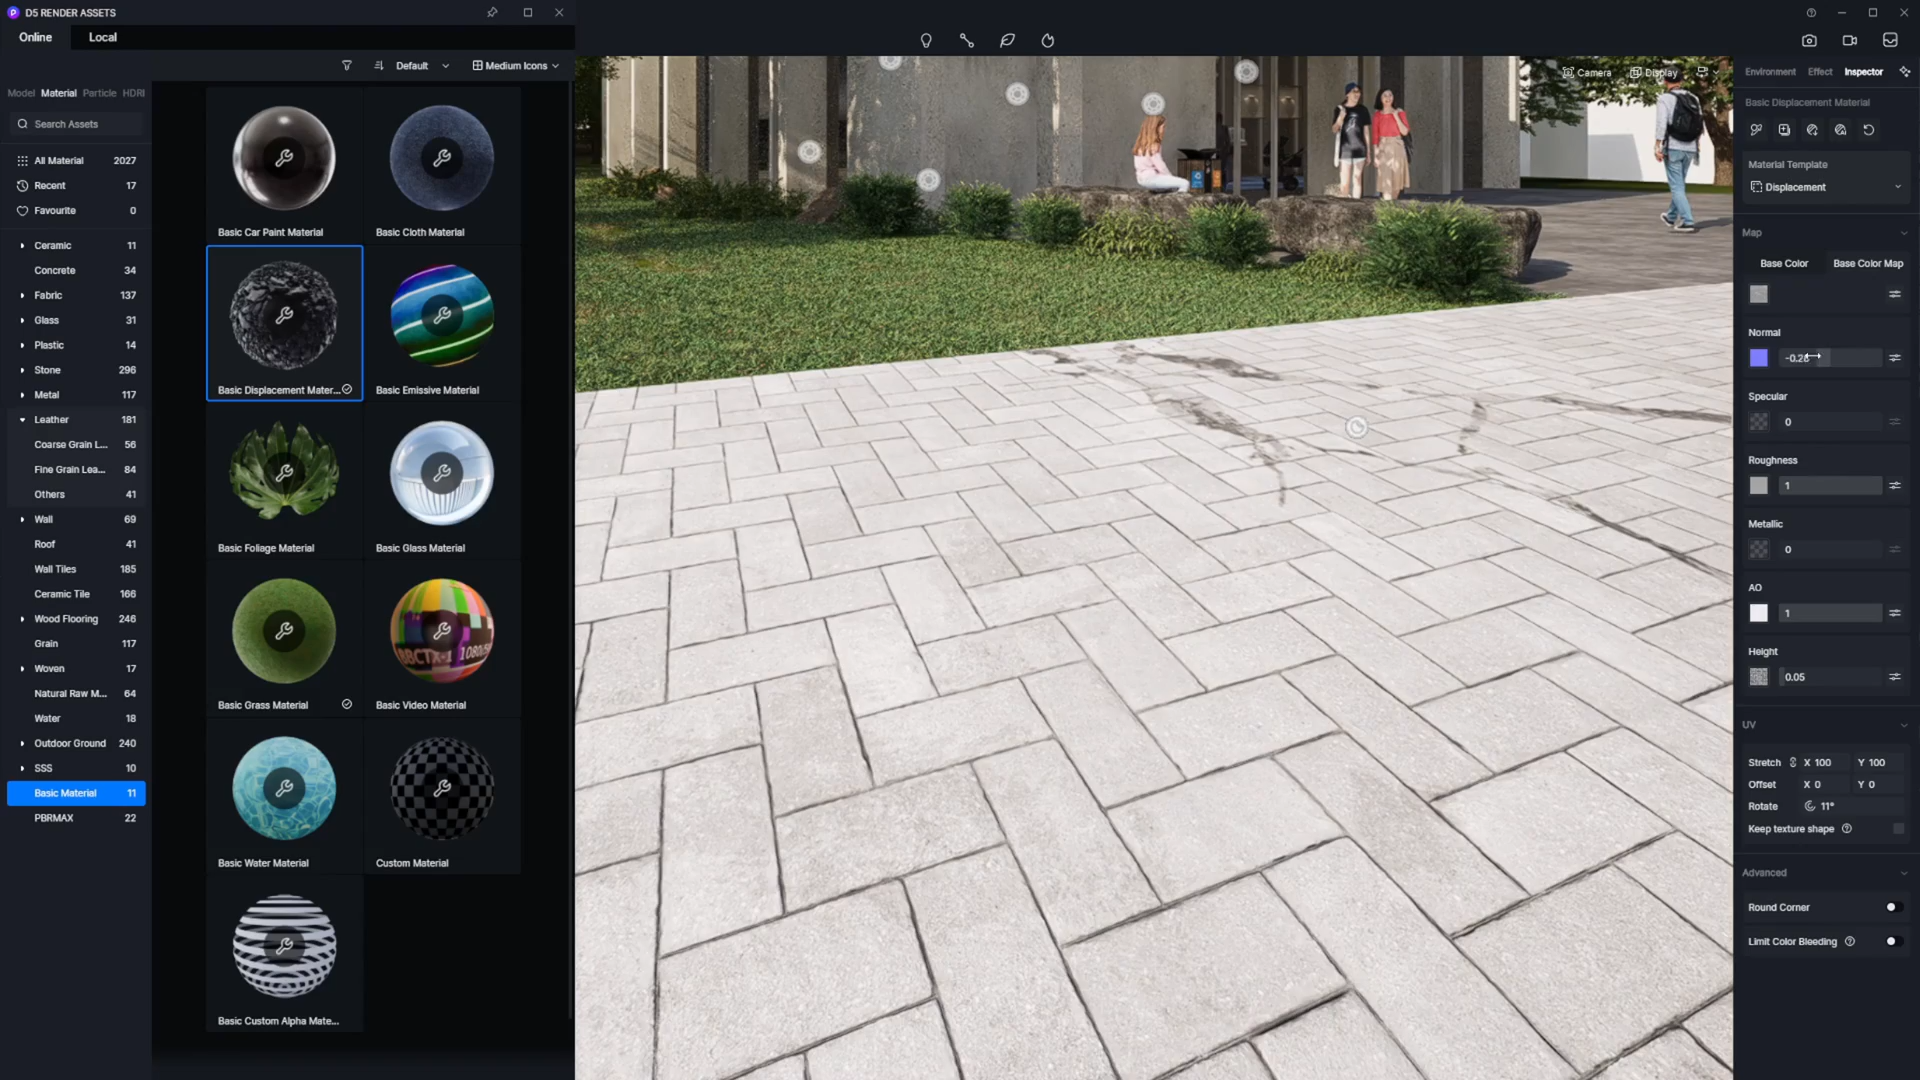 D5 RENDER ASSETS
Online
Local
Default
Medium Icons
Model
Material
Particle
HDRI
Search Assets
All Material 2027
Recent 17
Favourite 0
Ceramic 11
Concrete 34
Fabric 137
Glass 31
Plastic 14
Stone 296
Metal 117
Leather 181
Coarse Grain L... 56
Fine Grain Lea... 84
Others 41
Wall 69
Roof 41
Wall Tiles 185
Ceramic Tile 166
Wood Flooring 246
Grain 117
Woven 17
Natural Raw M... 64
Water 18
Outdoor Ground 240
SSS 10
Basic Material 11
PBRMAX 22
Basic Car Paint Material
Basic Cloth Material
Basic Displacement Mater...
Basic Emissive Material
Basic Foliage Material
Basic Glass Material
BBCTX-1 1080/5
Basic Grass Material
Basic Video Material
Basic Water Material
Custom Material
Basic Custom Alpha Mate...
Camera
Display
Environment
Effect
Inspector
Basic Displacement Material
Material Template
Displacement
Map
Base Color
Base Color Map
Normal
-0.28
Specular
0
Roughness
1
Metallic
0
AO
1
Height
0.05
UV
Stretch X 100 Y 100
Offset X 0 Y 0
Rotate 11°
Keep texture shape
Advanced
Round Corner
Limit Color Bleeding